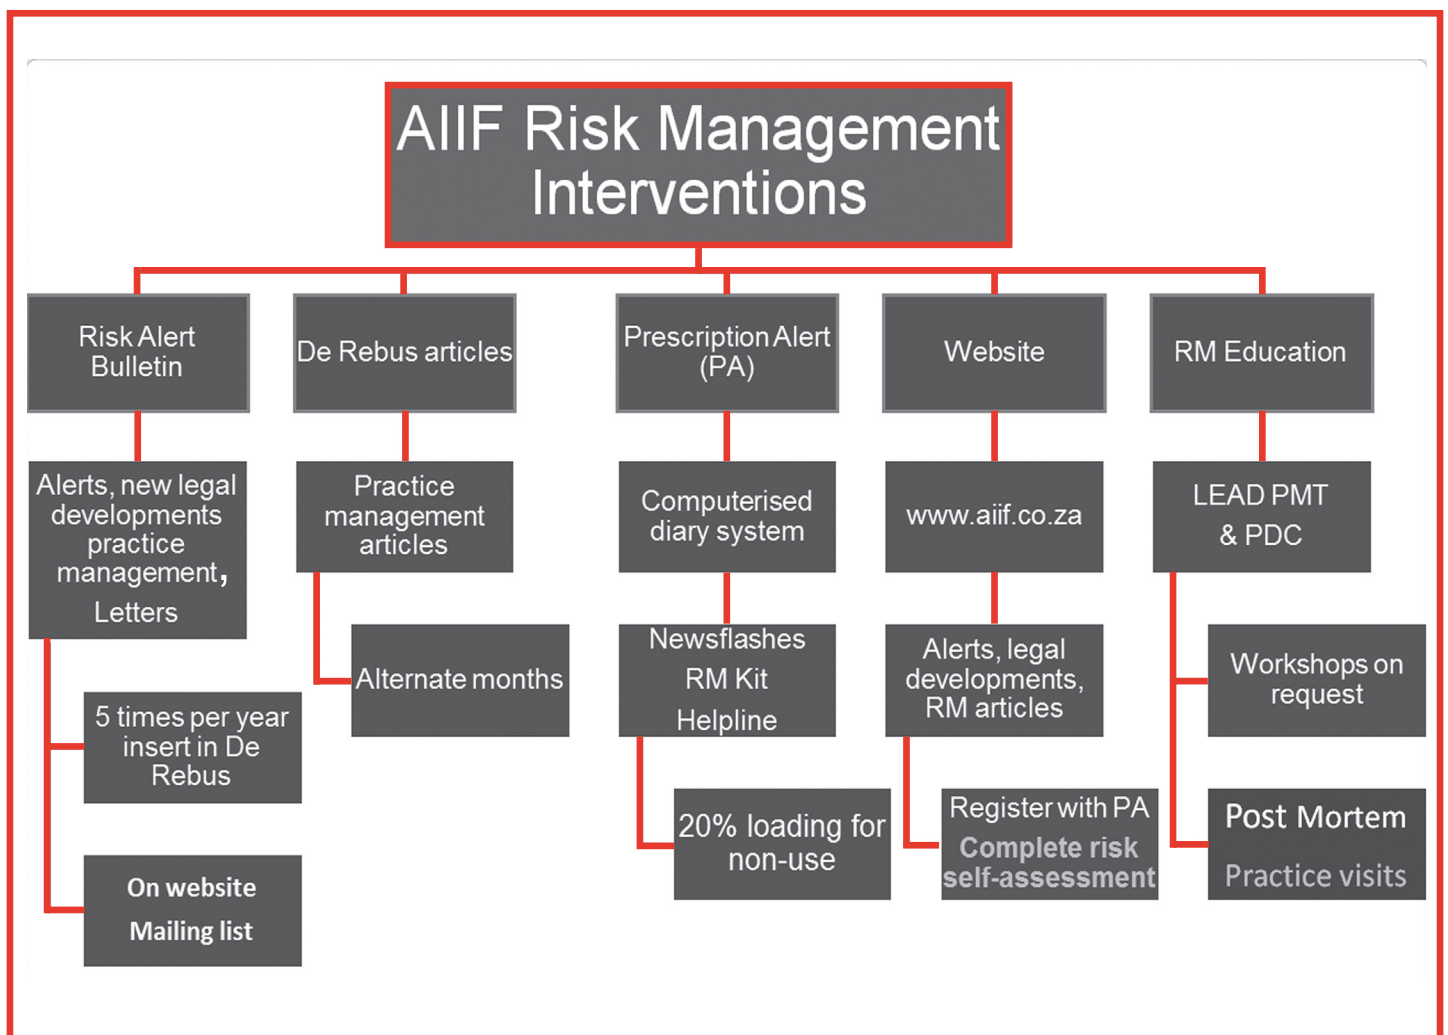 AIIF Risk Management
Interventions
Risk Alert
Bulletin
De Rebus articles
Prescription Alert
(PA)
Website
RM Education
Alerts, new legal
developments
practice
management,
Letters
Practice
management
articles
Computerised
diary system
www.aiif.co.za
LEAD PMT
& PDC
5 times per year
insert in De
Rebus
Alternate months
Newsflashes
RM Kit
Helpline
Alerts, legal
developments,
RM articles
Workshops on
request
On website
Mailing list
20% loading for
non-use
Register with PA
Complete risk
self-assessment
Post Mortem
Practice visits